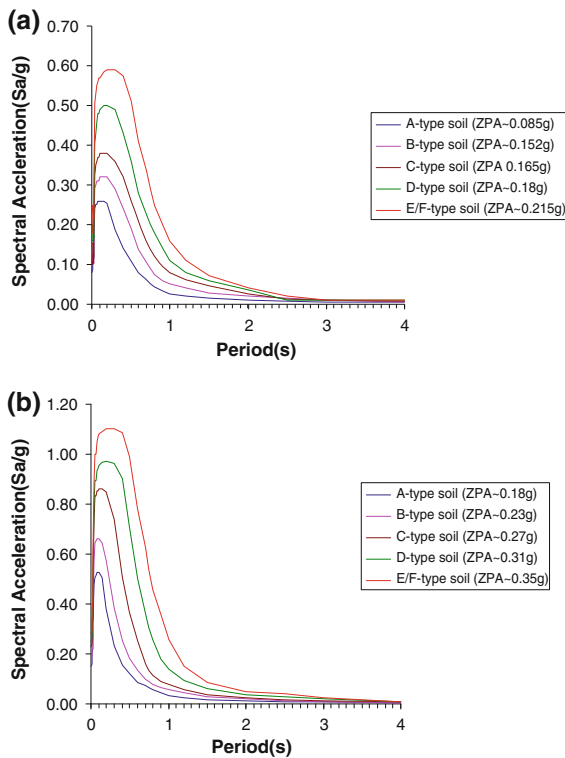 (a)
0.70
0.60
0.50
0.40
0.30
0.20
0.10
0.00
Spectral Accleration(Sa/g)
0
1
2
3
4
Period(s)
A-type soil (ZPA~0.085g)
B-type soil (ZPA~0.152g)
C-type soil (ZPA 0.165g)
D-type soil (ZPA~0.18g)
E/F-type soil (ZPA~0.215g)
(b)
1.20
1.00
0.80
0.60
0.40
0.20
0.00
Spectral Acceleration(Sa/g)
0
1
2
3
4
Period(s)
A-type soil (ZPA~0.18g)
B-type soil (ZPA~0.23g)
C-type soil (ZPA~0.27g)
D-type soil (ZPA~0.31g)
E/F-type soil (ZPA~0.35g)